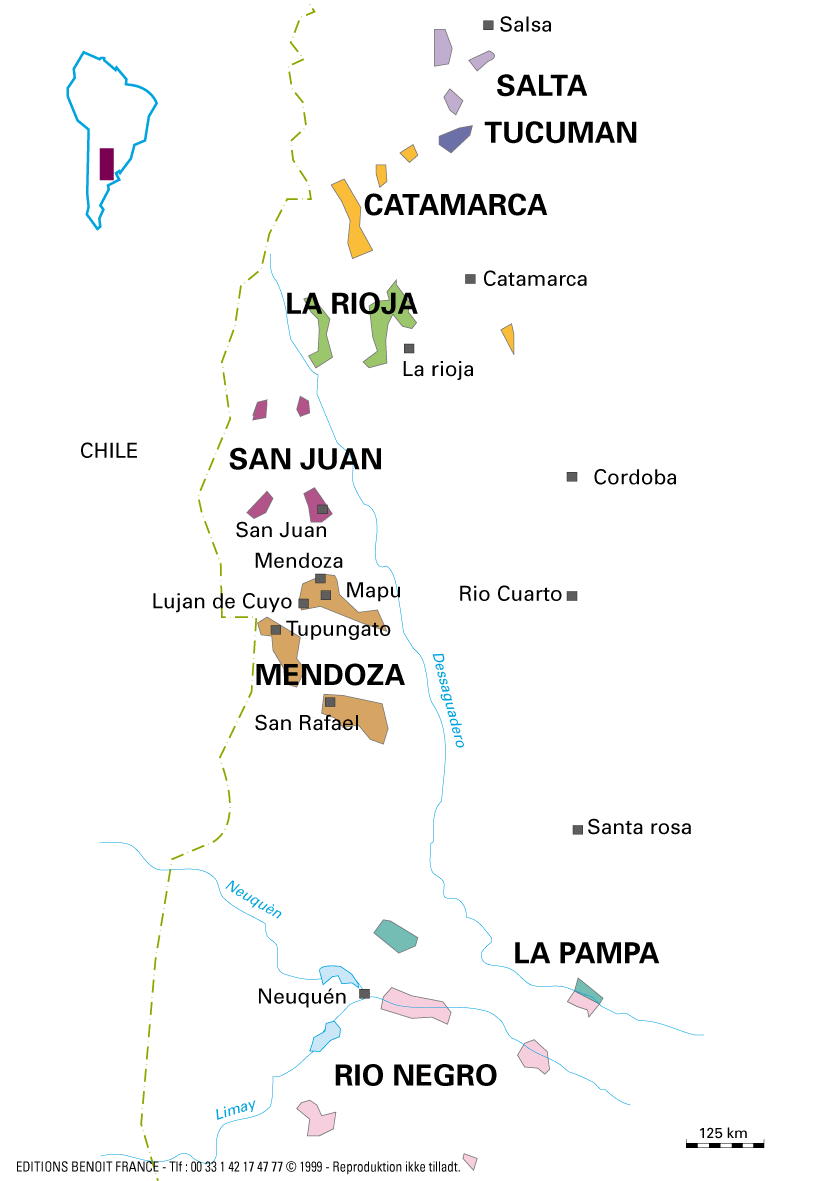 Salsa
SALTA
TUCUMAN
CATAMARCA
Catamarca
LA RIOJA
La rioja
CHILE
SAN JUAN
Cordoba
San Juan
Mendoza
Mapu
Lujan de Cuyo
Rio Cuarto
Tupungato
MENDOZA
Dessaguadero
San Rafael
Santa rosa
Neuquèn
LA PAMPA
Neuquén
RIO NEGRO
Limay
125 km
EDITIONS BENOIT FRANCE - Tlf : 00 33 1 42 17 47 77 © 1999 - Reproduktion ikke tilladt.